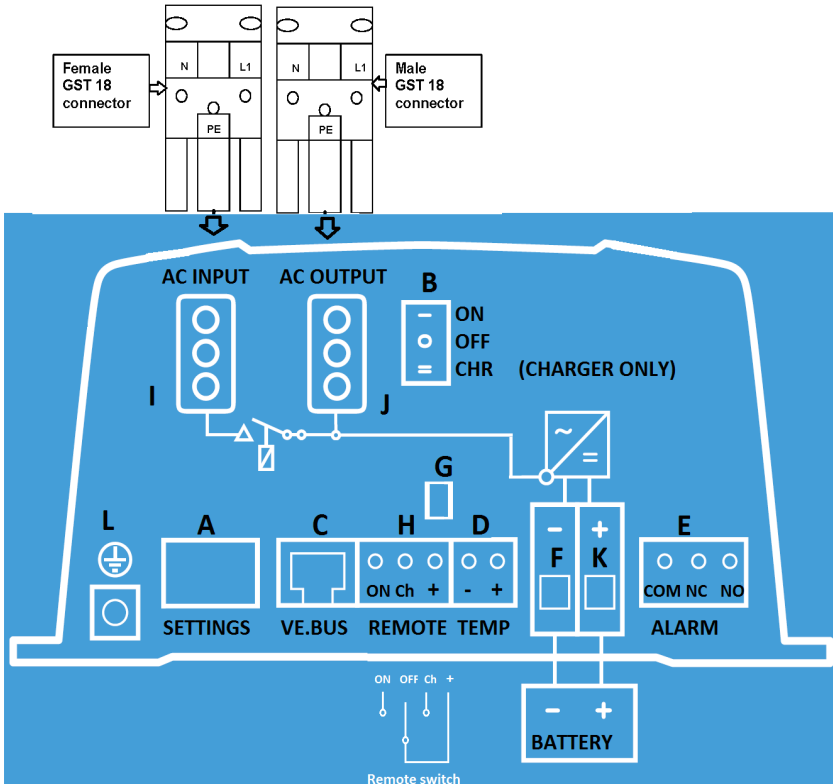 Female
GST 18
connector
N L1
PE
N L1
PE
Male
GST 18
connector
AC INPUT
AC OUTPUT
B
ON
OFF
CHR (CHARGER ONLY)
I
J
G
~
=
L
A
C
H
D
F
K
E
- +
ON Ch +
- +
COM NC NO
SETTINGS
VE.BUS
REMOTE
TEMP
ALARM
ON OFF Ch +
- +
BATTERY
Remote switch